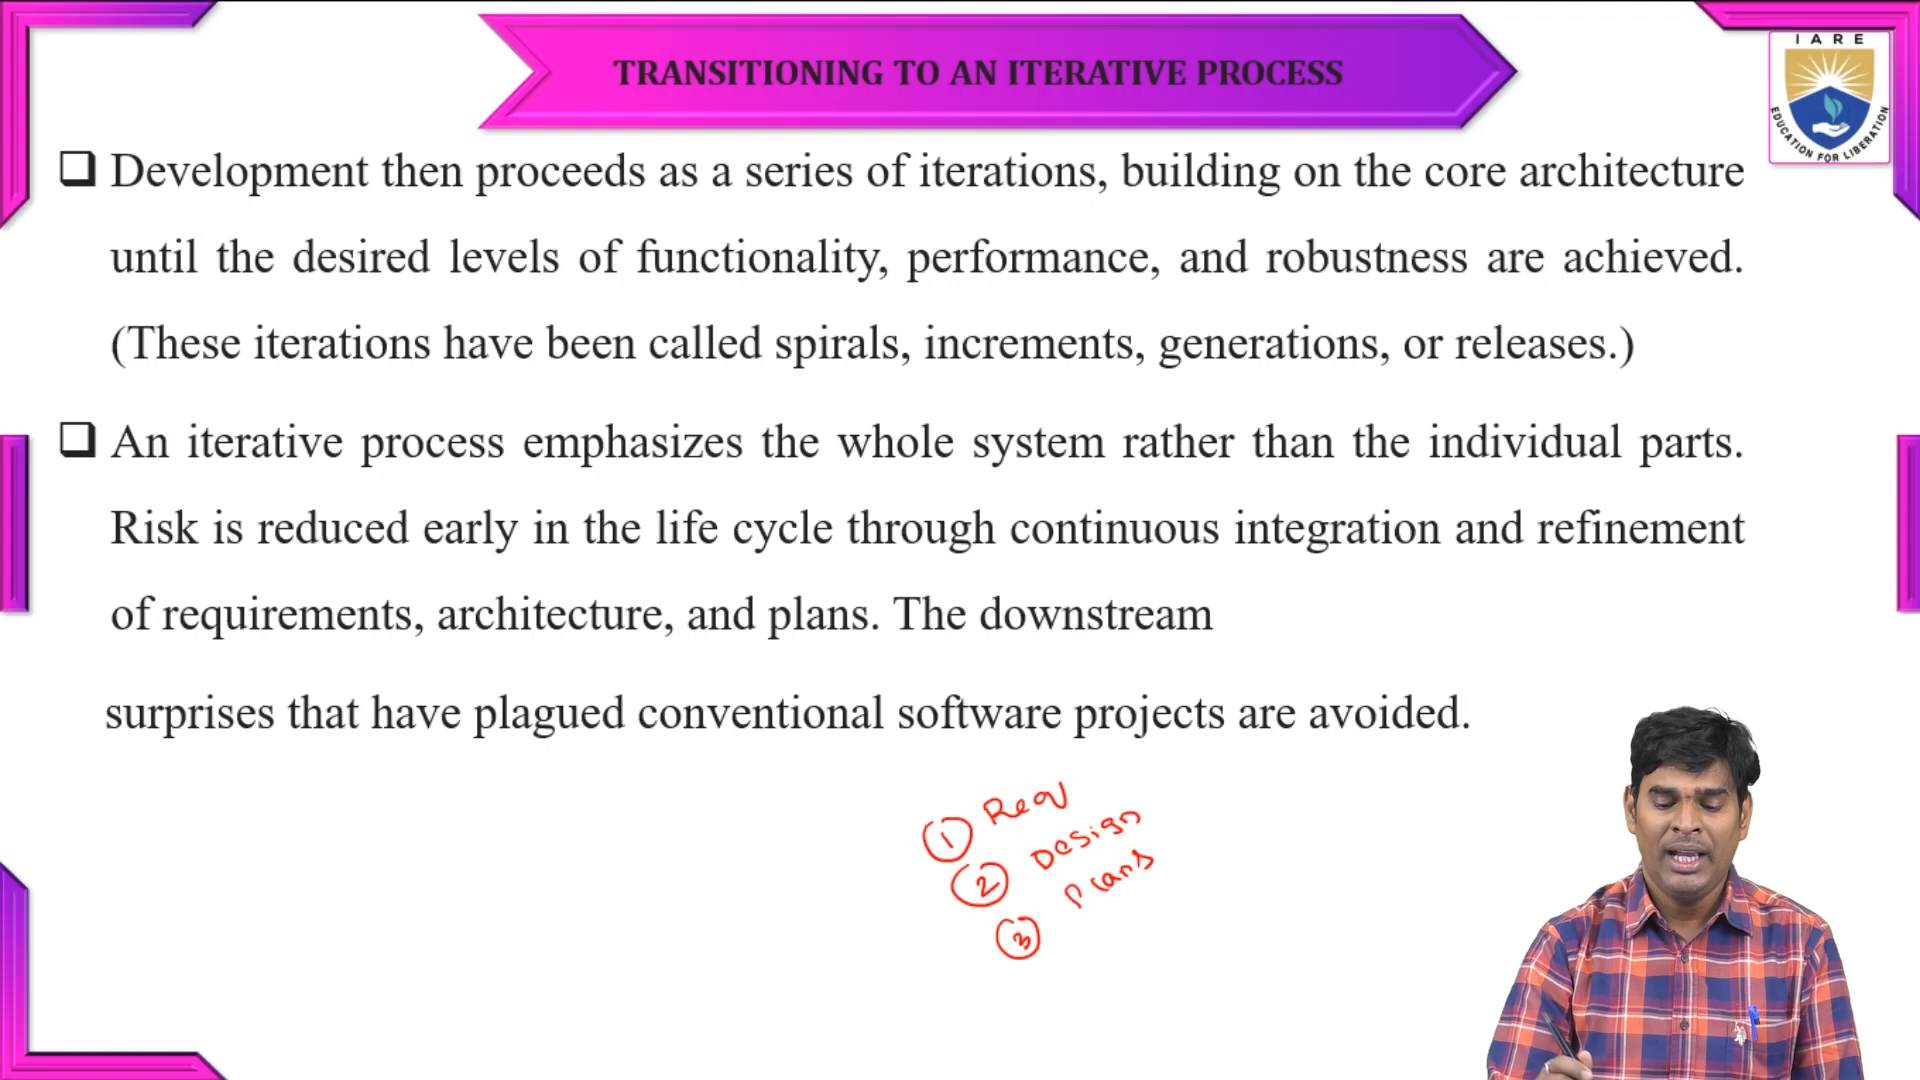 TRANSITIONING TO AN ITERATIVE PROCESS
I A R E
EDUCATION FOR LIBERATION
Development then proceeds as a series of iterations, building on the core architecture
until the desired levels of functionality, performance, and robustness are achieved.
(These iterations have been called spirals, increments, generations, or releases.)
An iterative process emphasizes the whole system rather than the individual parts.
Risk is reduced early in the life cycle through continuous integration and refinement
of requirements, architecture, and plans. The downstream
surprises that have plagued conventional software projects are avoided.
1 Req
2 Design
3 Plans